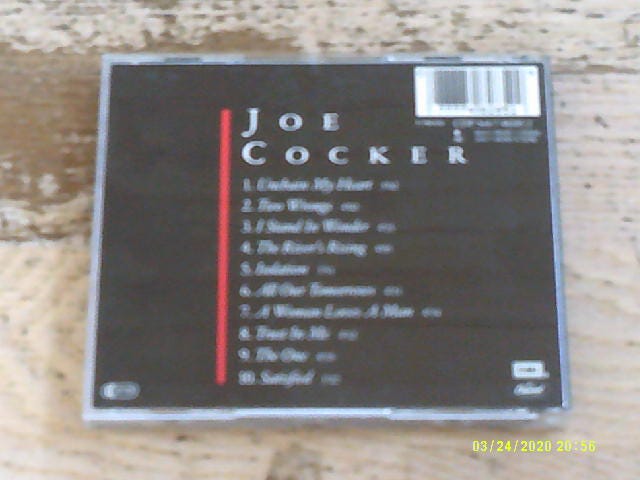 JOE
COCKER
1. Unchain My Heart
2. Two Wrongs
3. I Stand In Wonder
4. The River's Rising
5. Isolation
6. All Our Tomorrows
7. A Woman Loves A Man
8. Trust In Me
9. The One
10. Satisfied
EMI
03/24/2020 20:56